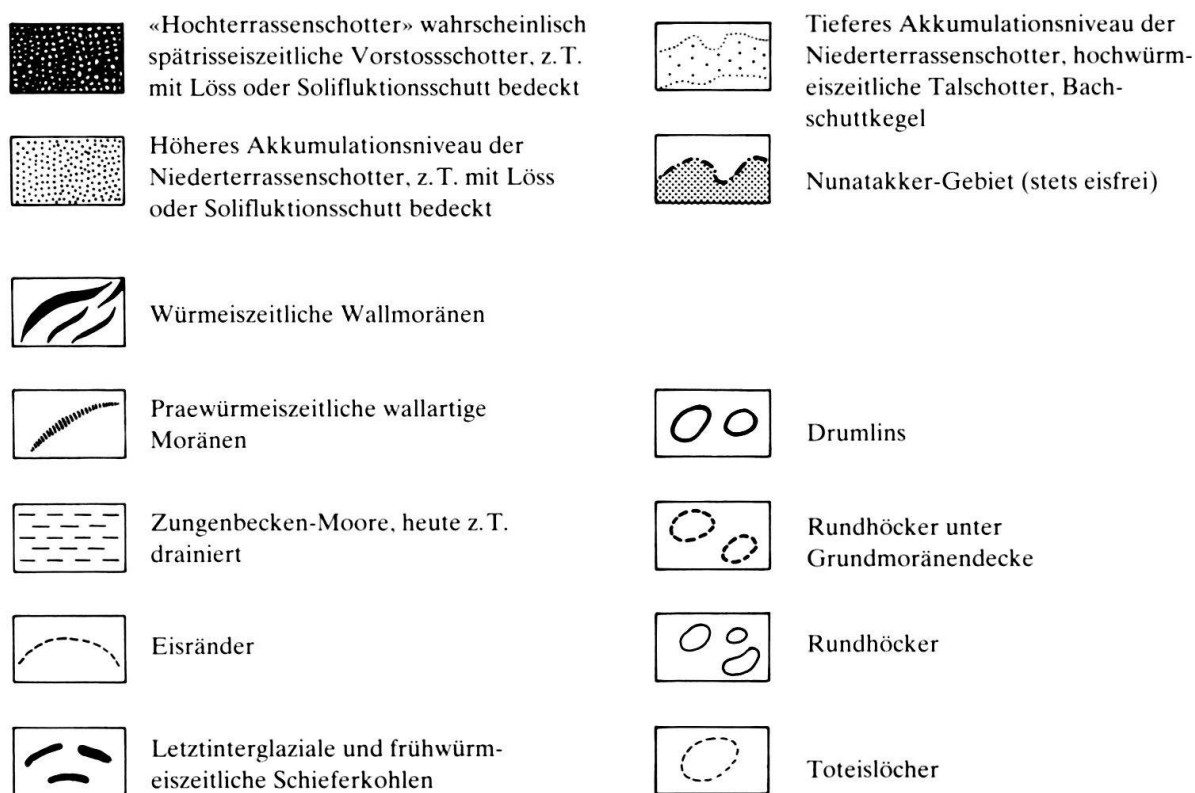 «Hochterrassenschotter» wahrscheinlisch
spätrisseiszeitliche Vorstossschotter, z. T.
mit Löss oder Solifluktionsschutt bedeckt
Höheres Akkumulationsniveau der
Niederterrassenschotter, z. T. mit Löss
oder Solifluktionsschutt bedeckt
Würmeiszeitliche Wallmoränen
Praewürmeiszeitliche wallartige
Moränen
Zungenbecken-Moore, heute z. T.
drainiert
Eisränder
Letztinterglaziale und frühwürm-
eiszeitliche Schieferkohlen
Tieferes Akkumulationsniveau der
Niederterrassenschotter, hochwürm-
eiszeitliche Talschotter, Bach-
schuttkegel
Nunatakker-Gebiet (stets eisfrei)
Drumlins
Rundhöcker unter
Grundmoränendecke
Rundhöcker
Toteislöcher